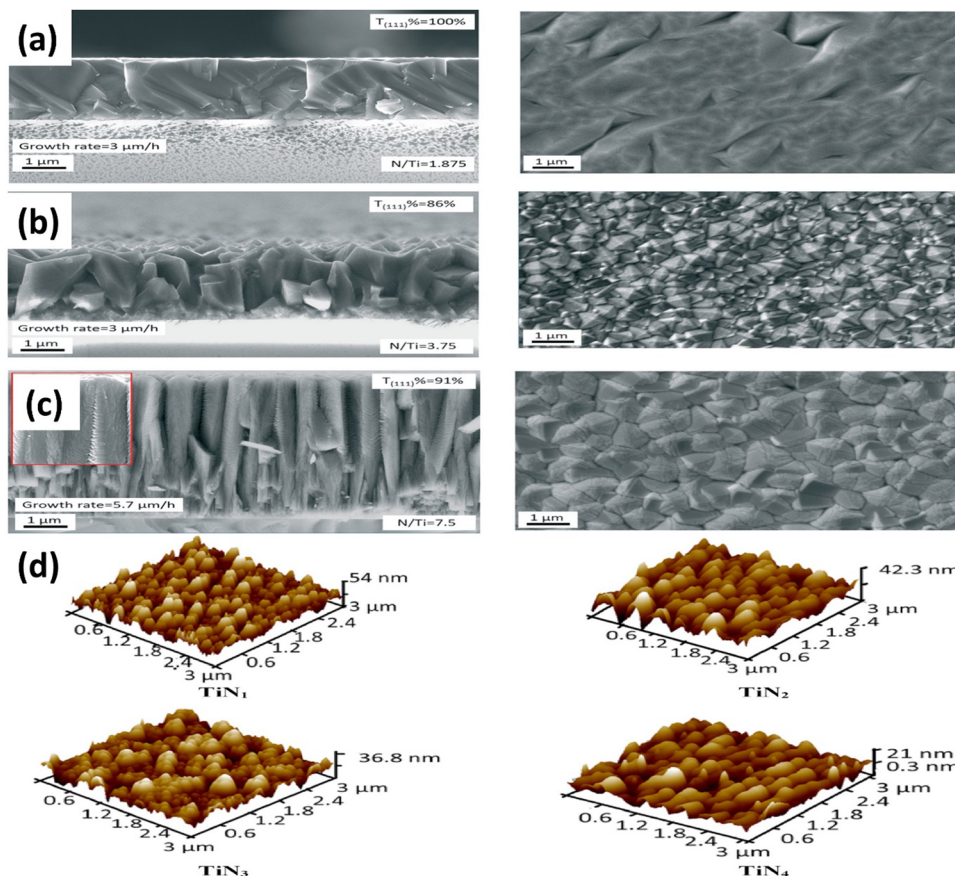 (a)
T(111)%=100%
Growth rate=3 μm/h
1 μm
N/Ti=1.875
1 μm
(b)
T(111)%=86%
Growth rate=3 μm/h
1 μm
N/Ti=3.75
1 μm
(c)
T(111)%=91%
Growth rate=5.7 μm/h
1 μm
N/Ti=7.5
1 μm
(d)
54 nm
3 μm
2.4
1.8
1.2
0.6
0.6
1.2
1.8
2.4
3 μm
TiN₁
42.3 nm
3 μm
2.4
1.8
1.2
0.6
0.6
1.2
1.8
2.4
3 μm
TiN₂
36.8 nm
3 μm
2.4
1.8
1.2
0.6
0.6
1.2
1.8
2.4
3 μm
TiN₃
21 nm
0.3 nm
3 μm
2.4
1.8
1.2
0.6
0.6
1.2
1.8
2.4
3 μm
TiN₄